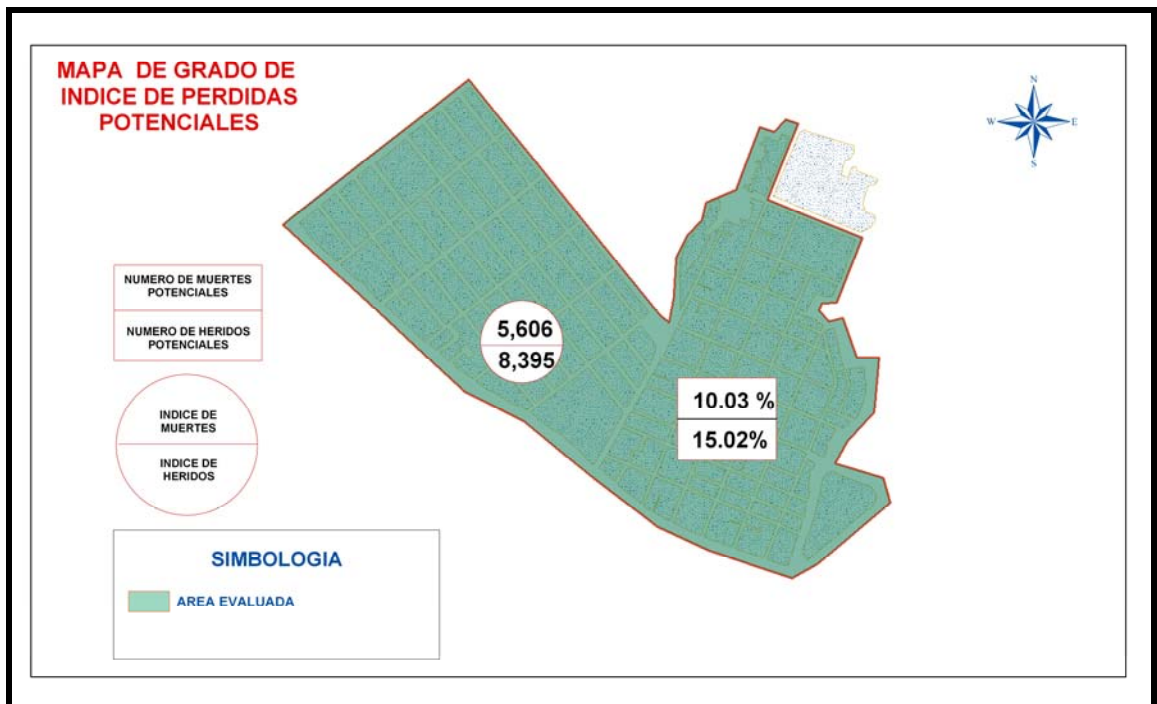 MAPA DE GRADO DE
INDICE DE PERDIDAS
POTENCIALES
N
W
E
S
NUMERO DE MUERTES
POTENCIALES
NUMERO DE HERIDOS
POTENCIALES
5,606
8,395
10.03 %
15.02%
INDICE DE
MUERTES
INDICE DE
HERIDOS
SIMBOLOGIA
AREA EVALUADA